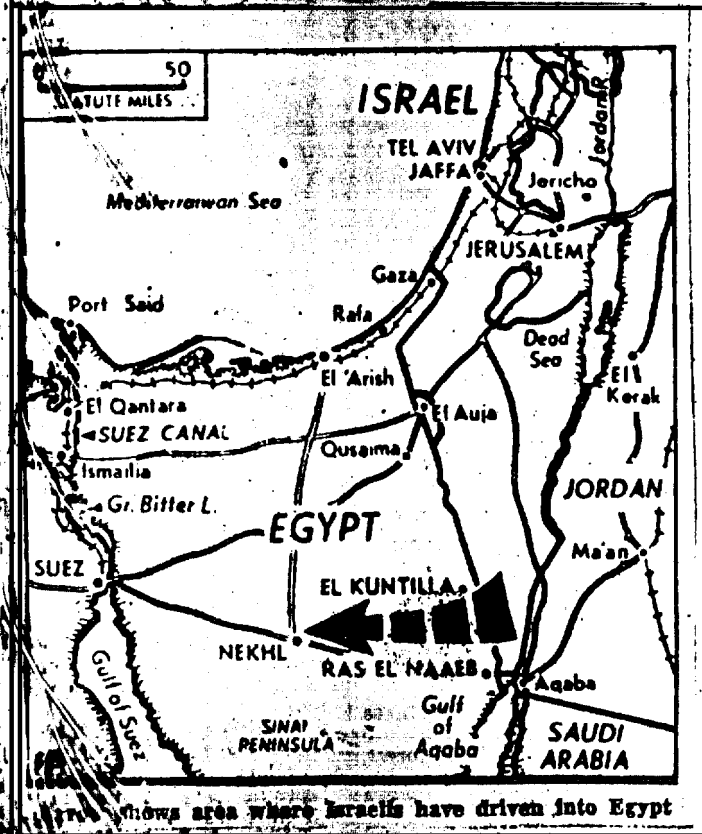 50
STATUTE MILES
ISRAEL
TEL AVIV
JAFFA
Jordan R.
Jericho
Mediterranean Sea
JERUSALEM
Gaza
Port Said
Rafa
Dead
Sea
El 'Arish
El
Kerak
El Qantara
El Auja
SUEZ CANAL
Qusaima
Ismailia
Gr. Bitter L.
JORDAN
EGYPT
Ma'an
SUEZ
EL KUNTILLA
NEKHL
RAS EL NAAEB
Aqaba
Gulf of Suez
Gulf
of
Aqaba
SINAI
PENINSULA
SAUDI
ARABIA
shows area where Israelis have driven into Egypt